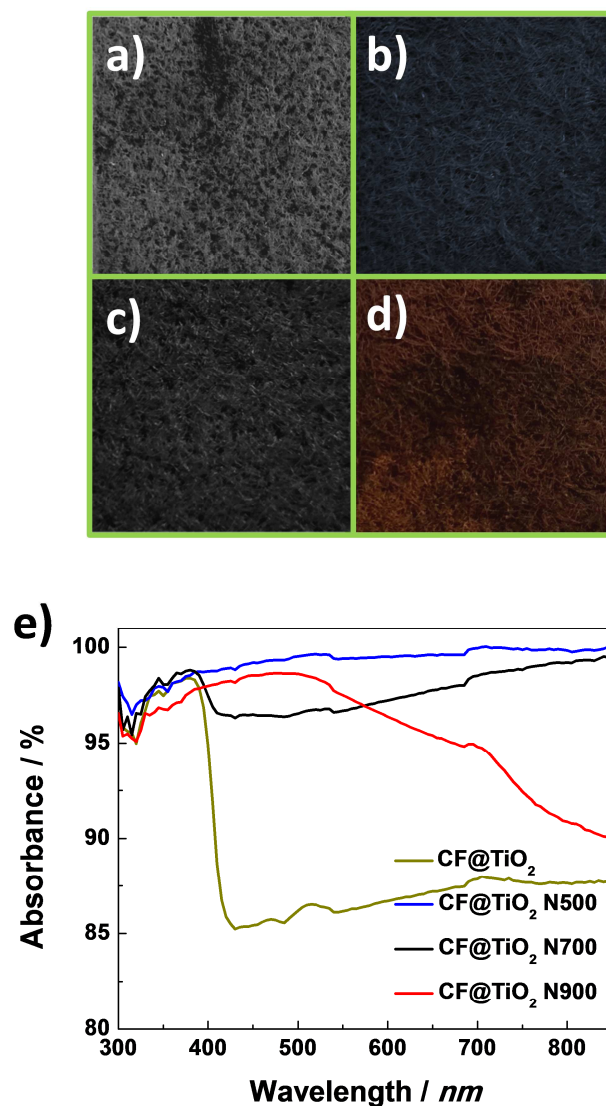 a)
b)
c)
d)
e)
100
95
90
85
80
300
400
500
600
700
800
Absorbance / %
Wavelength / nm
CF@TiO₂
CF@TiO₂ N500
CF@TiO₂ N700
CF@TiO₂ N900